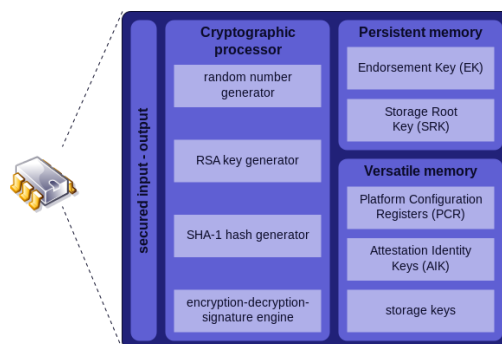 secured input - output
Cryptographic
processor
random number
generator
RSA key generator
SHA-1 hash generator
encryption-decryption-
signature engine
Persistent memory
Endorsement Key (EK)
Storage Root
Key (SRK)
Versatile memory
Platform Configuration
Registers (PCR)
Attestation Identity
Keys (AIK)
storage keys